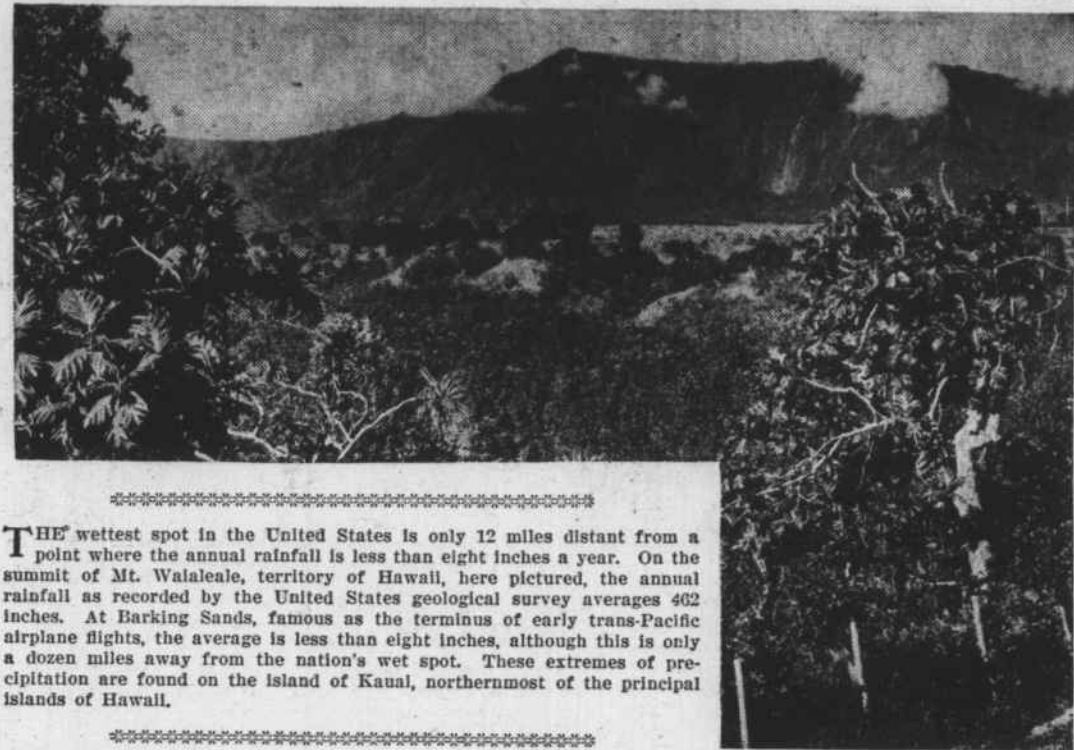 THE wettest spot in the United States is only 12 miles distant from a
point where the annual rainfall is less than eight inches a year. On the
summit of Mt. Waialeale, territory of Hawaii, here pictured, the annual
rainfall as recorded by the United States geological survey averages 462
inches. At Barking Sands, famous as the terminus of early trans-Pacific
airplane flights, the average is less than eight inches, although this is only
a dozen miles away from the nation's wet spot. These extremes of pre-
cipitation are found on the island of Kauai, northernmost of the principal
islands of Hawaii.